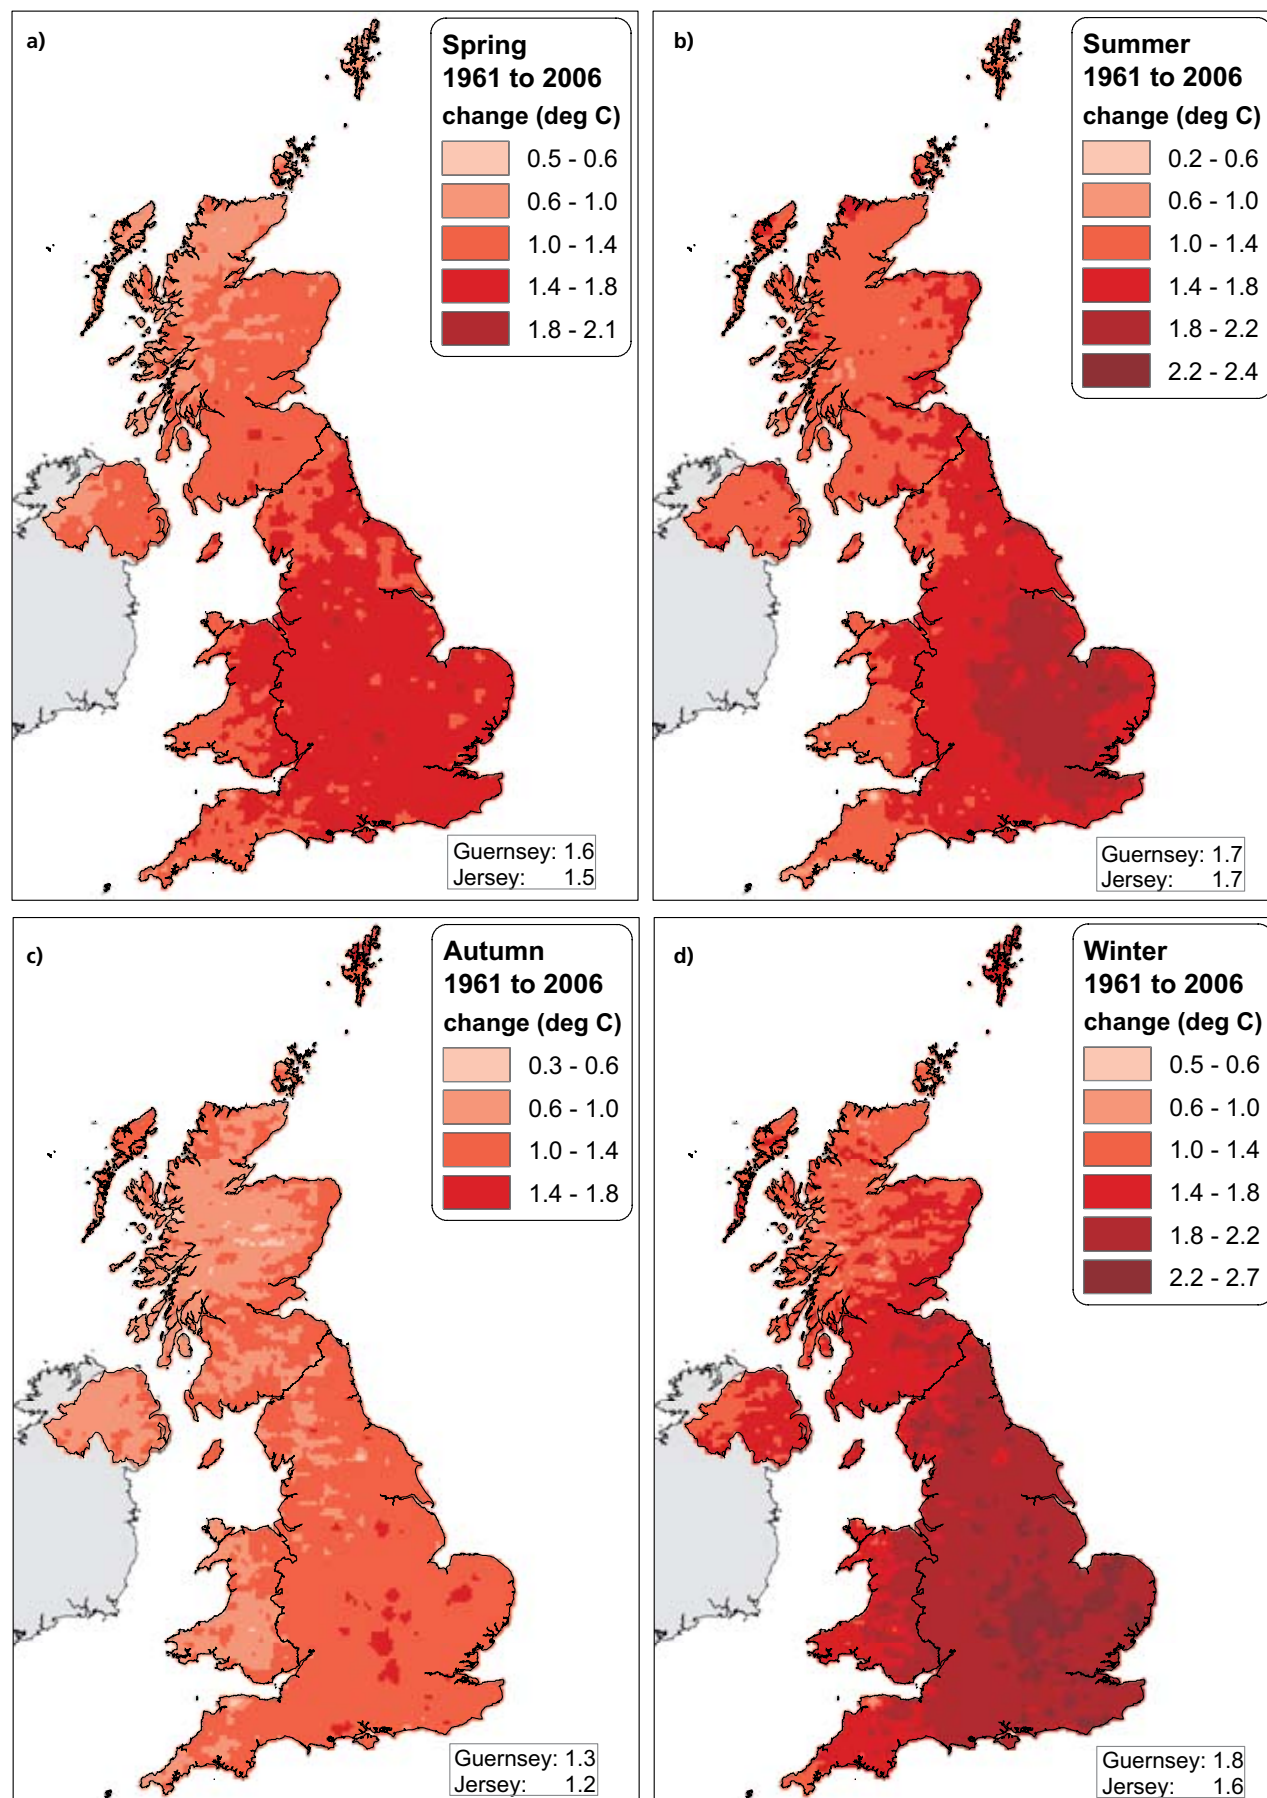 a)
Spring
1961 to 2006
change (deg C)
0.5 - 0.6
0.6 - 1.0
1.0 - 1.4
1.4 - 1.8
1.8 - 2.1
Guernsey: 1.6
Jersey: 1.5
b)
Summer
1961 to 2006
change (deg C)
0.2 - 0.6
0.6 - 1.0
1.0 - 1.4
1.4 - 1.8
1.8 - 2.2
2.2 - 2.4
Guernsey: 1.7
Jersey: 1.7
c)
Autumn
1961 to 2006
change (deg C)
0.3 - 0.6
0.6 - 1.0
1.0 - 1.4
1.4 - 1.8
Guernsey: 1.3
Jersey: 1.2
d)
Winter
1961 to 2006
change (deg C)
0.5 - 0.6
0.6 - 1.0
1.0 - 1.4
1.4 - 1.8
1.8 - 2.2
2.2 - 2.7
Guernsey: 1.8
Jersey: 1.6